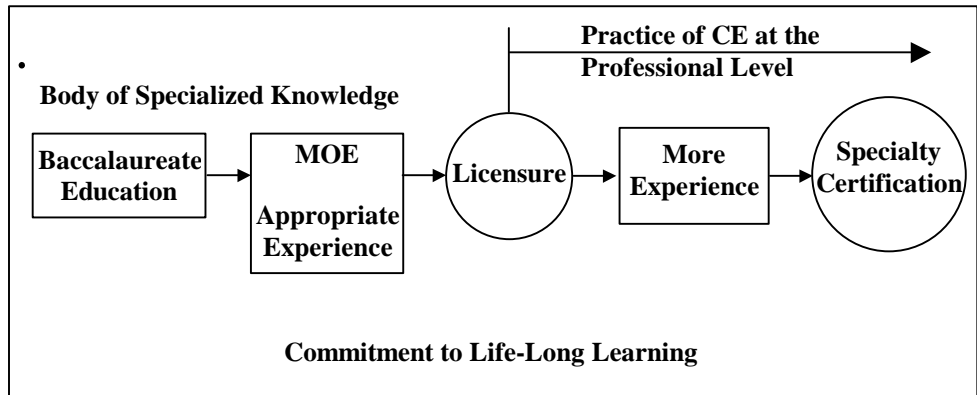 Practice of CE at the
Professional Level
•
Body of Specialized Knowledge
Baccalaureate
Education
MOE
Appropriate
Experience
Licensure
More
Experience
Specialty
Certification
Commitment to Life-Long Learning